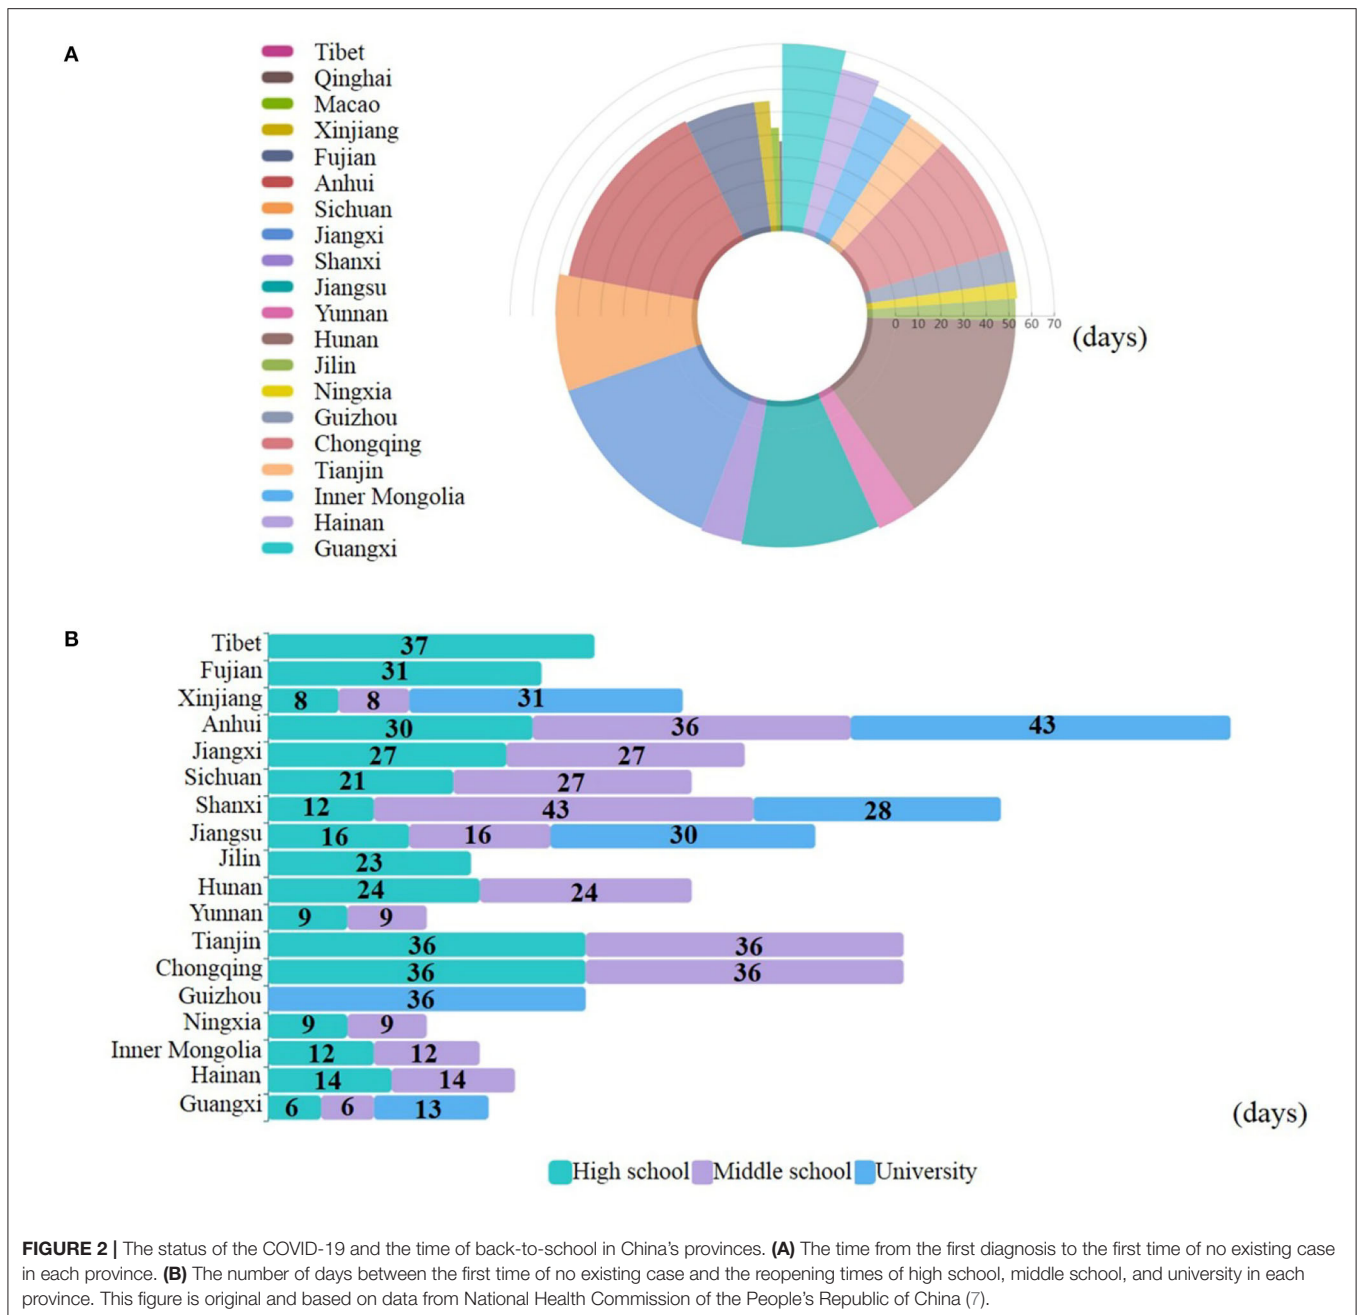 A
Tibet
Qinghai
Macao
Xinjiang
Fujian
Anhui
Sichuan
Jiangxi
Shanxi
Jiangsu
Yunnan
Hunan
Jilin
Ningxia
Guizhou
Chongqing
Tianjin
Inner Mongolia
Hainan
Guangxi
0 10 20 30 40 50 60 70
(days)
B
Tibet 37
Fujian 31
Xinjiang 8 8 31
Anhui 30 36 43
Jiangxi 27 27
Sichuan 21 27
Shanxi 12 43 28
Jiangsu 16 16 30
Jilin 23
Hunan 24 24
Yunnan 9 9
Tianjin 36 36
Chongqing 36 36
Guizhou 36
Ningxia 9 9
Inner Mongolia 12 12
Hainan 14 14
Guangxi 6 6 13
(days)
High school Middle school University
FIGURE 2 | The status of the COVID-19 and the time of back-to-school in China's provinces. (A) The time from the first diagnosis to the first time of no existing case
in each province. (B) The number of days between the first time of no existing case and the reopening times of high school, middle school, and university in each
province. This figure is original and based on data from National Health Commission of the People's Republic of China (7).